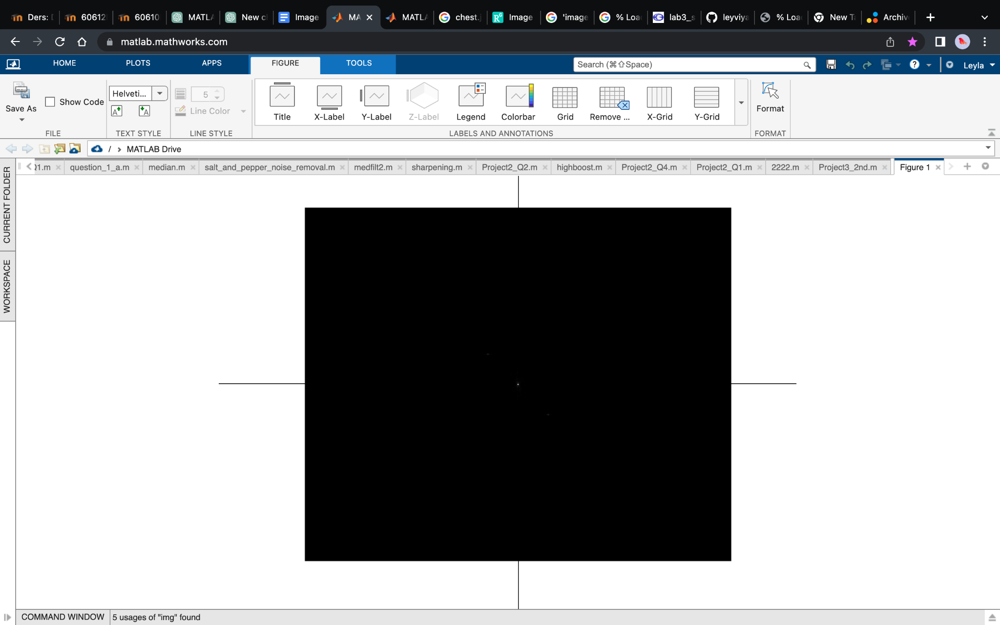 Ders: 60612 60610 MATLA New c Image MA MATLA chest.j Image 'image % Loa lab3_s leyviya % Loa New Ta Archiv
matlab.mathworks.com
HOME PLOTS APPS FIGURE TOOLS Search (⌘⇧Space) Leyla
Save As Show Code Helveti... 5 Line Color Title X-Label Y-Label Z-Label Legend Colorbar Grid Remove ... X-Grid Y-Grid Format
FILE TEXT STYLE LINE STYLE LABELS AND ANNOTATIONS FORMAT
/ > MATLAB Drive
Q1.m question_1_a.m median.m salt_and_pepper_noise_removal.m medfilt2.m sharpening.m Project2_Q2.m highboost.m Project2_Q4.m Project2_Q1.m 2222.m Project3_2nd.m Figure 1
CURRENT FOLDER
WORKSPACE
COMMAND WINDOW 5 usages of "img" found